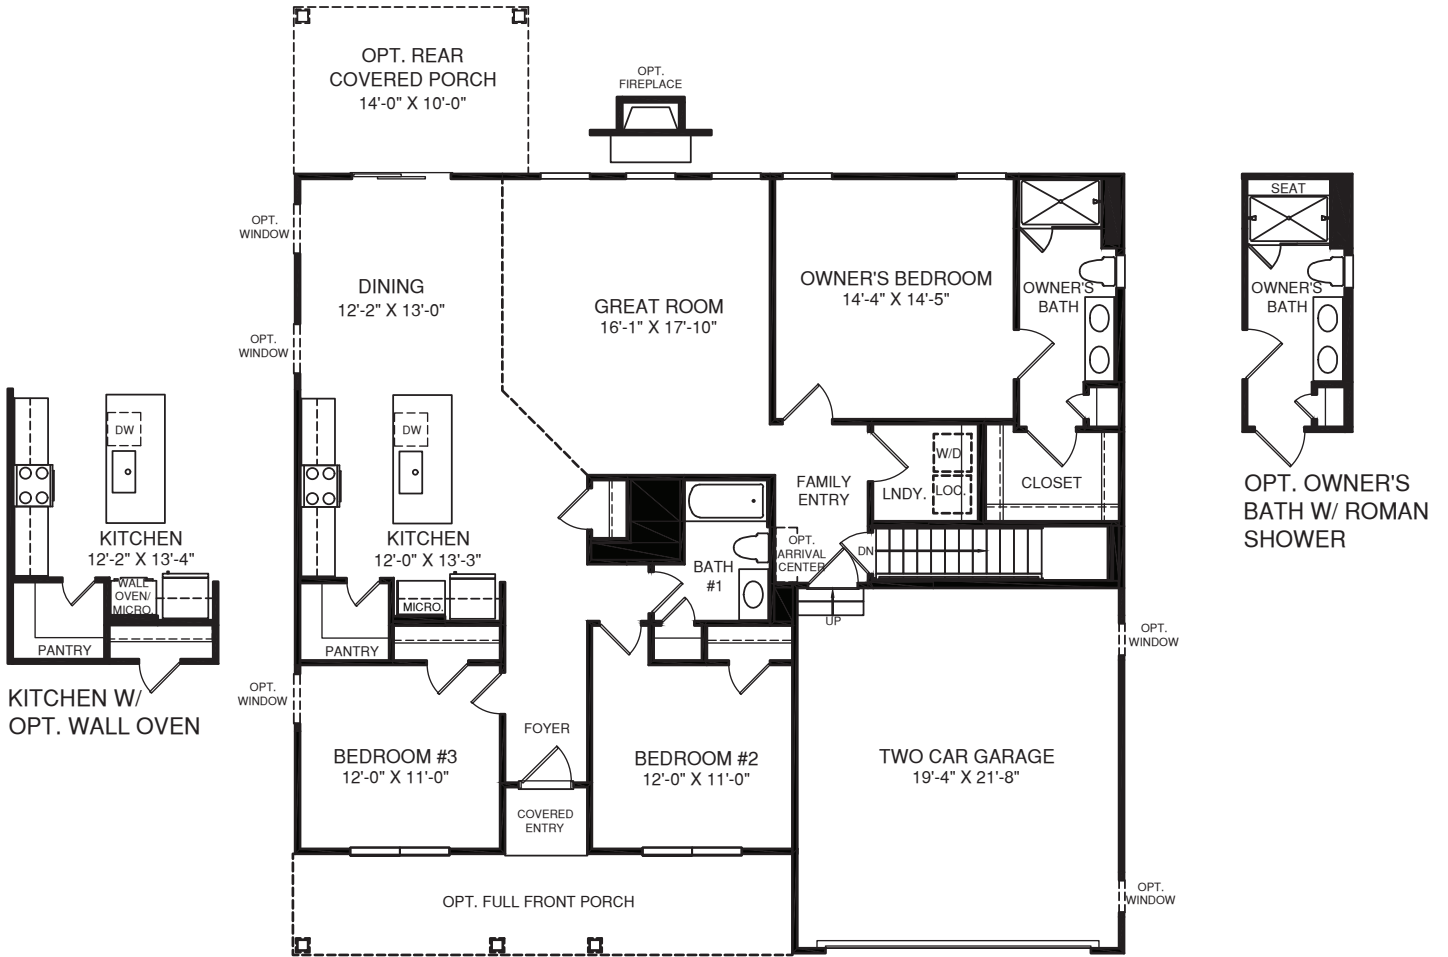 OPT. REAR
COVERED PORCH
14'-0" X 10'-0"
OPT.
FIREPLACE
OPT.
WINDOW
OPT.
WINDOW
DINING
12'-2" X 13'-0"
GREAT ROOM
16'-1" X 17'-10"
OWNER'S BEDROOM
14'-4" X 14'-5"
OWNER'S
BATH
SEAT
OWNER'S
BATH
OPT. OWNER'S
BATH W/ ROMAN
SHOWER
DW
KITCHEN
12'-2" X 13'-4"
WALL
OVEN/
MICRO.
PANTRY
KITCHEN W/
OPT. WALL OVEN
DW
KITCHEN
12'-0" X 13'-3"
MICRO.
PANTRY
FAMILY
ENTRY
LNDY.
W/D
LOC.
CLOSET
OPT.
ARRIVAL
CENTER
DN
UP
BATH
#1
OPT.
WINDOW
OPT.
WINDOW
FOYER
BEDROOM #3
12'-0" X 11'-0"
BEDROOM #2
12'-0" X 11'-0"
TWO CAR GARAGE
19'-4" X 21'-8"
COVERED
ENTRY
OPT. FULL FRONT PORCH
OPT.
WINDOW